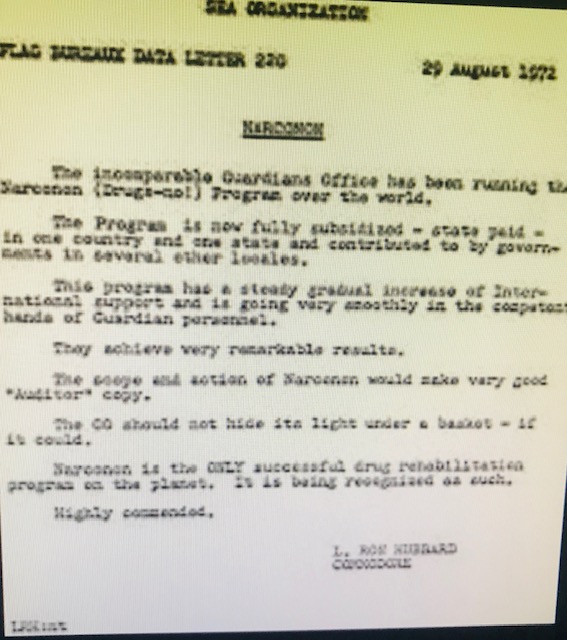 SEA ORGANIZATION
FLAG BUREAUX DATA LETTER 220
29 August 1972
NARCONON
The incomparable Guardians Office has been running the
Narconon (Drugs-no!) Program over the world.
The Program is now fully subsidized - state paid -
in one country and one state and contributed to by govern-
ments in several other locales.
This program has a steady gradual increase of Inter-
national support and is going very smoothly in the competent
hands of Guardian personnel.
They achieve very remarkable results.
The scope and action of Narconon would make very good
"Auditor" copy.
The GO should not hide its light under a basket - if
it could.
Narconon is the ONLY successful drug rehabilitation
program on the planet. It is being recognized as such.
Highly commended.
L. RON HUBBARD
COMMODORE